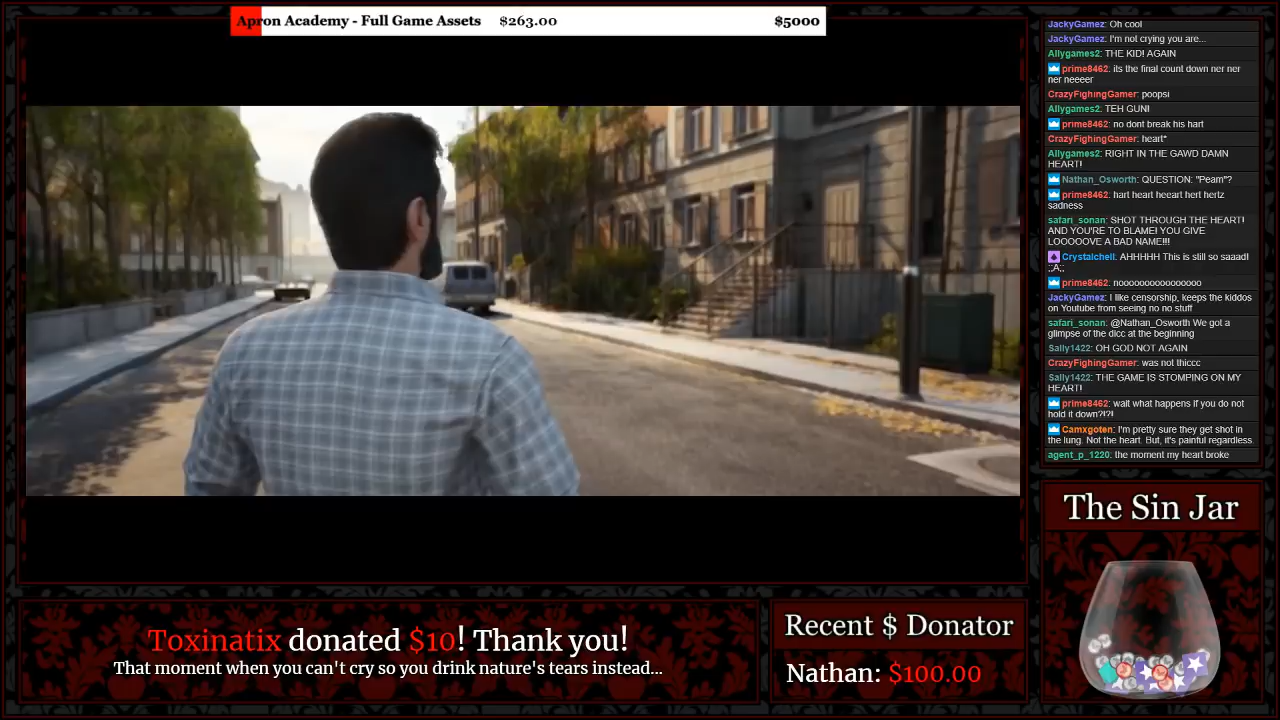 Apron Academy - Full Game Assets $263.00 $5000
JackyGamez: Oh cool
JackyGamez: I'm not crying you are...
Allygames2: THE KID! AGAIN
prime8462: its the final count down ner ner
ner neeeer
CrazyFighingGamer: poopsi
Allygames2: TEH GUN!
prime8462: no dont break his hart
CrazyFighingGamer: heart*
Allygames2: RIGHT IN THE GAWD DAMN
HEART!
Nathan_Osworth: QUESTION: "Peam"?
prime8462: hart heart heeart hert hertz
sadness
safari_sonan: SHOT THROUGH THE HEART!
AND YOU'RE TO BLAME! YOU GIVE
LOOOOOVE A BAD NAME!!!
Crystalchell: AHHHHH This is still so saaad!
;;A;;
prime8462: nooooooooooooooo
JackyGamez: I like censorship, keeps the kiddos
on Youtube from seeing no no stuff
safari_sonan: @Nathan_Osworth We got a
glimpse of the dicc at the beginning
Sally1422: OH GOD NOT AGAIN
CrazyFighingGamer: was not thiccc
Sally1422: THE GAME IS STOMPING ON MY
HEART!
prime8462: wait what happens if you do not
hold it down?!?!
Camxgoten: I'm pretty sure they get shot in
the lung. Not the heart. But, it's painful regardless.
agent_p_1220: the moment my heart broke
The Sin Jar
Toxinatix donated $10! Thank you!
That moment when you can't cry so you drink nature's tears instead...
Recent $ Donator
Nathan: $100.00